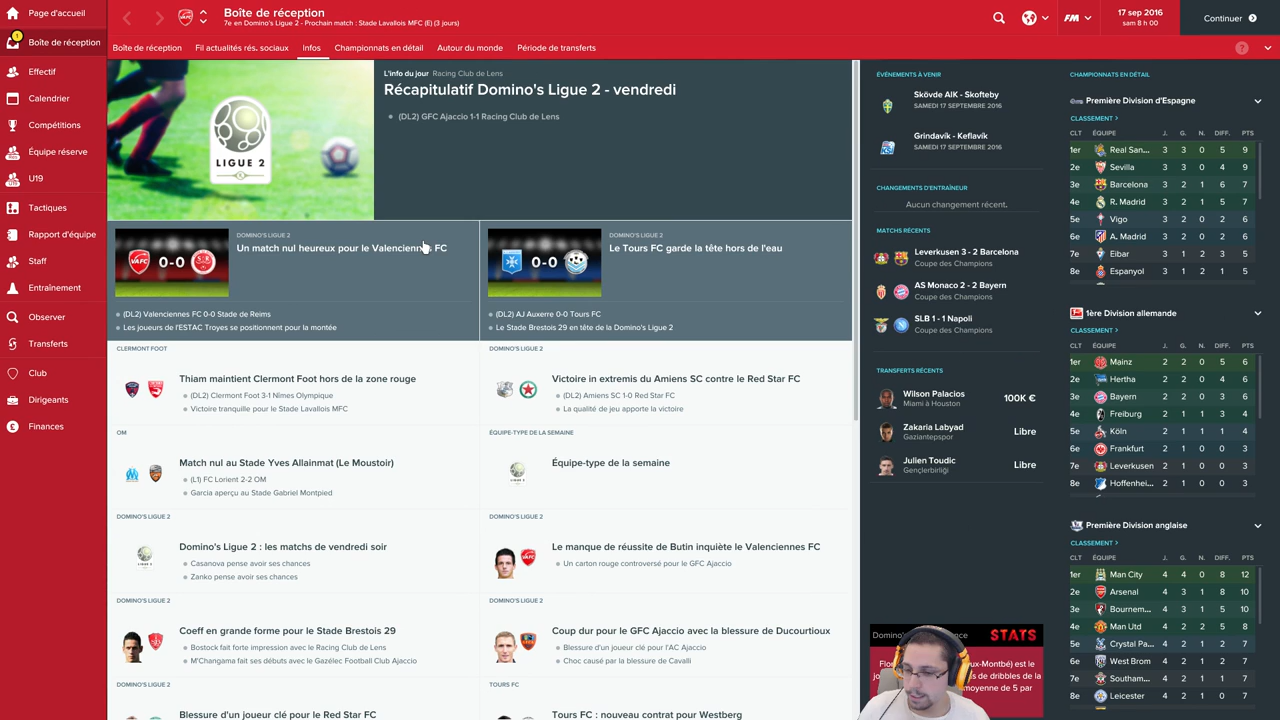 Page d'accueil
1
Boîte de réception
Effectif
Calendrier
Compétitions
Équipe réserve
U19
Tactiques
Rapport d'équipe
Staff
Entraînement
Observer
Transferts
Club
Dirigeants
Finances
Boîte de réception
7e en Domino's Ligue 2 - Prochain match : Stade Lavallois MFC (E) (3 jours)
FM
17 sep 2016
sam 8 h 00
Continuer
Boîte de réception Fil actualités rés. sociaux Infos Championnats en détail Autour du monde Période de transferts
?
LIGUE 2
L'info du jour Racing Club de Lens
Récapitulatif Domino's Ligue 2 - vendredi
(DL2) GFC Ajaccio 1-1 Racing Club de Lens
0-0
DOMINO'S LIGUE 2
Un match nul heureux pour le Valenciennes FC
(DL2) Valenciennes FC 0-0 Stade de Reims
Les joueurs de l'ESTAC Troyes se positionnent pour la montée
0-0
DOMINO'S LIGUE 2
Le Tours FC garde la tête hors de l'eau
(DL2) AJ Auxerre 0-0 Tours FC
Le Stade Brestois 29 en tête de la Domino's Ligue 2
CLERMONT FOOT
Thiam maintient Clermont Foot hors de la zone rouge
(DL2) Clermont Foot 3-1 Nîmes Olympique
Victoire tranquille pour le Stade Lavallois MFC
DOMINO'S LIGUE 2
Victoire in extremis du Amiens SC contre le Red Star FC
(DL2) Amiens SC 1-0 Red Star FC
La qualité de jeu apporte la victoire
OM
Match nul au Stade Yves Allainmat (Le Moustoir)
(L1) FC Lorient 2-2 OM
Garcia aperçu au Stade Gabriel Montpied
ÉQUIPE-TYPE DE LA SEMAINE
Équipe-type de la semaine
DOMINO'S LIGUE 2
Domino's Ligue 2 : les matchs de vendredi soir
Casanova pense avoir ses chances
Zanko pense avoir ses chances
DOMINO'S LIGUE 2
Le manque de réussite de Butin inquiète le Valenciennes FC
Un carton rouge controversé pour le GFC Ajaccio
DOMINO'S LIGUE 2
Coeff en grande forme pour le Stade Brestois 29
Bostock fait forte impression avec le Racing Club de Lens
M'Changama fait ses débuts avec le Gazélec Football Club Ajaccio
DOMINO'S LIGUE 2
Coup dur pour le GFC Ajaccio avec la blessure de Ducourtioux
Blessure d'un joueur clé pour l'AC Ajaccio
Choc causé par la blessure de Cavalli
DOMINO'S LIGUE 2
Blessure d'un joueur clé pour le Red Star FC
TOURS FC
Tours FC : nouveau contrat pour Westberg
ÉVÉNEMENTS À VENIR
Skövde AIK - Skofteby
SAMEDI 17 SEPTEMBRE 2016
Grindavík - Keflavík
SAMEDI 17 SEPTEMBRE 2016
CHANGEMENTS D'ENTRAÎNEUR
Aucun changement récent.
MATCHS RÉCENTS
Leverkusen 3 - 2 Barcelona
Coupe des Champions
AS Monaco 2 - 2 Bayern
Coupe des Champions
SLB 1 - 1 Napoli
Coupe des Champions
TRANSFERTS RÉCENTS
Wilson Palacios 100K €
Miami à Houston
Zakaria Labyad Libre
Gaziantepspor
Julien Toudic Libre
Gençlerbirliği
STATS
CHAMPIONNATS EN DÉTAIL
Première Division d'Espagne
CLASSEMENT >
CLT ÉQUIPE J. G. N. DIFF. PTS
1er Real San... 3 3 0 5 9
2e Sevilla 3 3 0 4 9
3e Barcelona 3 2 1 6 7
4e R. Madrid 3 2 1 5 7
5e Vigo 3 2 0 2 6
6e A. Madrid 3 2 0 2 6
7e Eibar 3 1 2 3 5
8e Espanyol 3 1 2 1 5
1ère Division allemande
CLASSEMENT >
CLT ÉQUIPE J. G. N. DIFF. PTS
1er Mainz 2 2 0 5 6
2e Hertha 2 2 0 4 6
3e Bayern 2 2 0 2 6
4e Freiburg 2 1 1 3 4
5e Köln 2 1 1 1 4
6e Frankfurt 2 1 0 0 3
7e Leverkusen 2 1 0 0 3
8e Hoffenhei... 2 1 0 0 3
Première Division anglaise
CLASSEMENT >
CLT ÉQUIPE J. G. N. DIFF. PTS
1er Man City 4 4 0 8 12
2e Arsenal 4 3 1 8 10
3e Bournem... 4 3 1 5 10
4e Man Utd 4 2 2 5 8
5e Crystal Pa... 4 2 2 2 8
6e West Brom 4 2 1 2 7
7e Southam... 4 2 1 1 7
8e Leicester 4 2 1 0 7